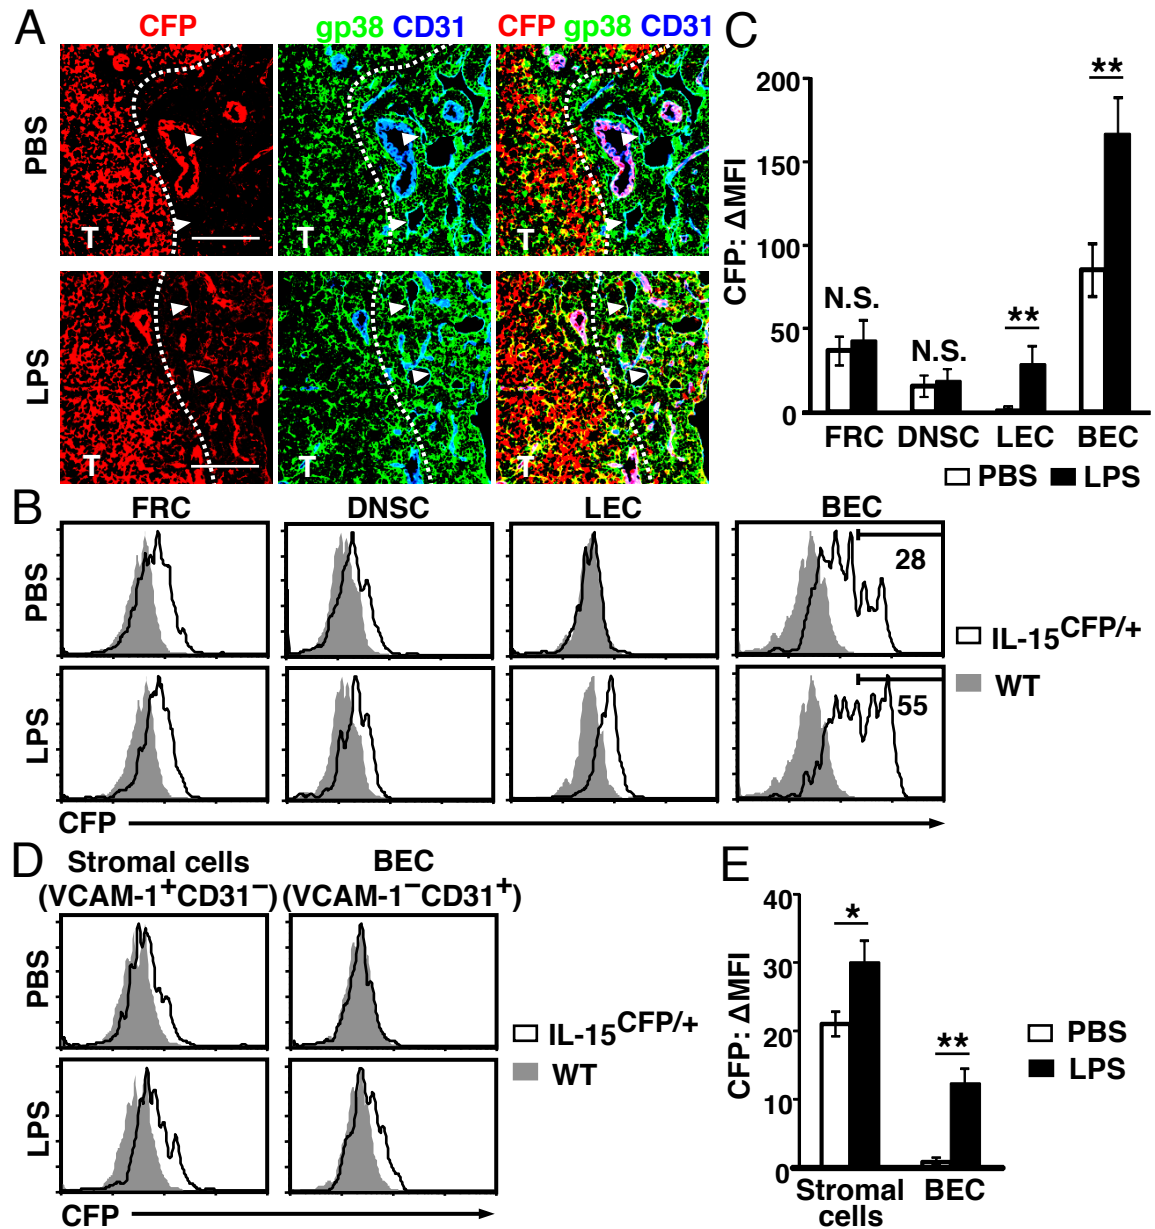 A
CFP
gp38 CD31
CFP gp38 CD31
PBS
T
T
T
LPS
T
T
T
C
CFP: ΔMFI
200
150
100
50
0
N.S.
N.S.
**
**
FRC
DNSC
LEC
BEC
PBS
LPS
B
FRC
DNSC
LEC
BEC
PBS
28
LPS
55
IL-15CFP/+
WT
CFP
D
Stromal cells
(VCAM-1+CD31−)
BEC
(VCAM-1−CD31+)
PBS
LPS
IL-15CFP/+
WT
CFP
E
CFP: ΔMFI
40
30
20
10
0
*
**
Stromal
cells
BEC
PBS
LPS